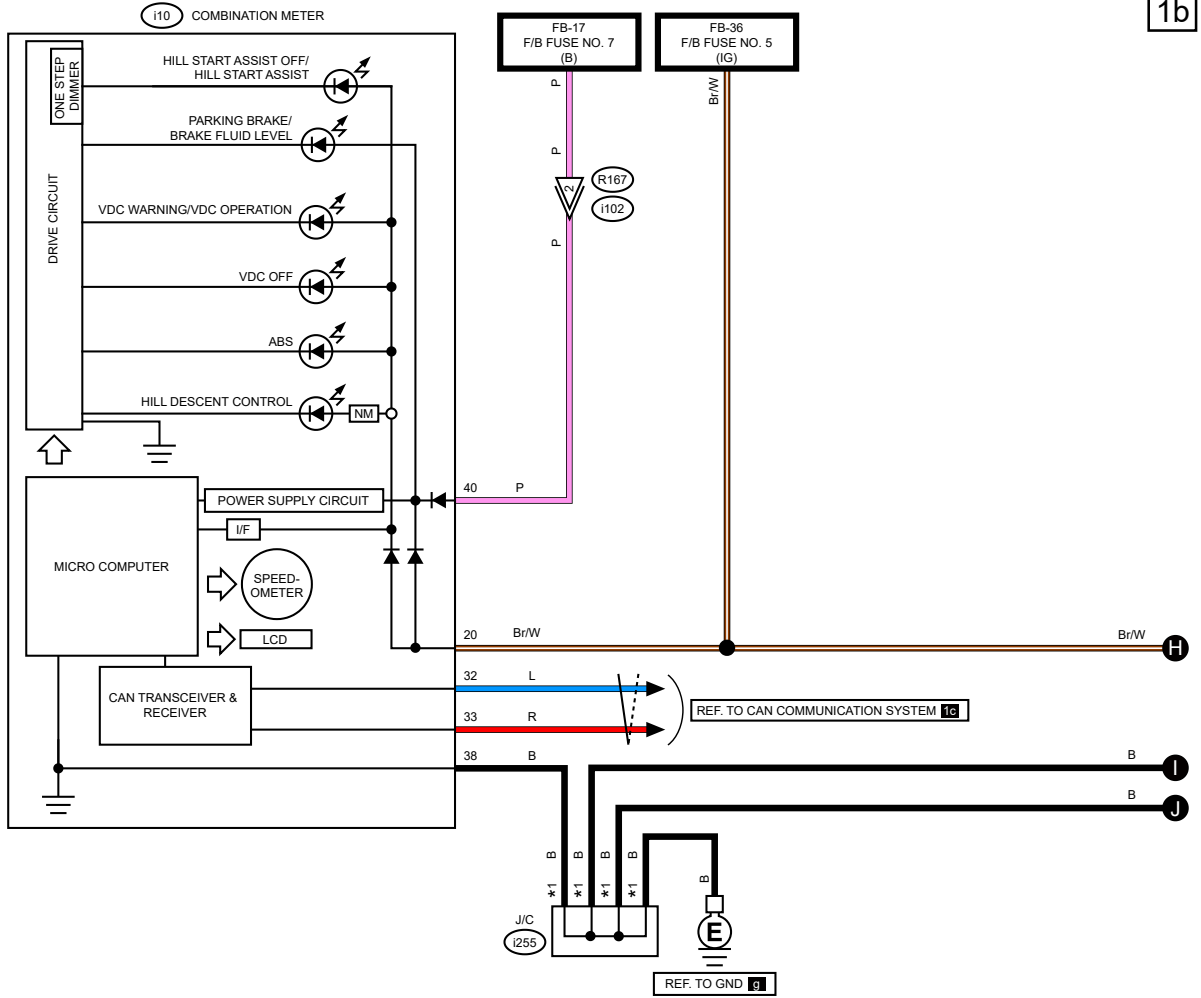 i10 COMBINATION METER
1b
FB-17
F/B FUSE NO. 7
(B)
FB-36
F/B FUSE NO. 5
(IG)
ONE STEP
DIMMER
DRIVE CIRCUIT
HILL START ASSIST OFF/
HILL START ASSIST
PARKING BRAKE/
BRAKE FLUID LEVEL
VDC WARNING/VDC OPERATION
VDC OFF
ABS
HILL DESCENT CONTROL
NM
P
P
2
R167
i102
P
Br/W
POWER SUPPLY CIRCUIT
40 P
I/F
MICRO COMPUTER
SPEED-
OMETER
LCD
20 Br/W
Br/W
H
CAN TRANSCEIVER &
RECEIVER
32 L
33 R
REF. TO CAN COMMUNICATION SYSTEM 1c
38 B
B
I
B
J
*1 B
*1 B
*1 B
*1 B
B
J/C
i255
E
REF. TO GND g